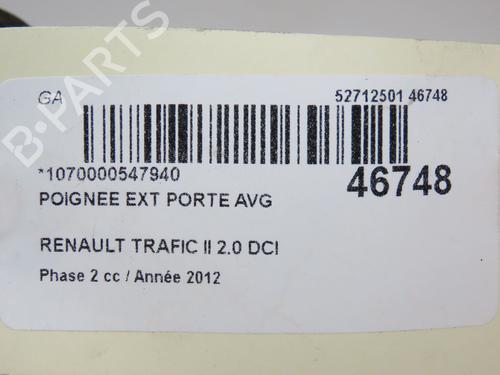 GA 52712501 46748
*1070000547940 46748
POIGNEE EXT PORTE AVG
RENAULT TRAFIC II 2.0 DCI
Phase 2 cc / Année 2012
B-PARTS